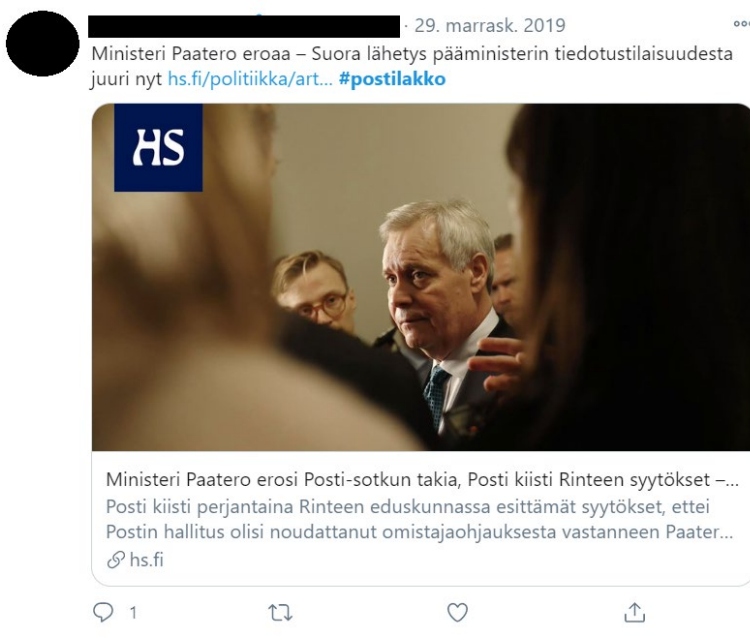 · 29. marrask. 2019
Ministeri Paatero eroaa – Suora lähetys pääministerin tiedotustilaisuudesta
juuri nyt hs.fi/politiikka/art... #postilakko
HS
Ministeri Paatero erosi Posti-sotkun takia, Posti kiisti Rinteen syytökset –...
Posti kiisti perjantaina Rinteen eduskunnassa esittämät syytökset, ettei
Postin hallitus olisi noudattanut omistajaohjauksesta vastanneen Paater...
hs.fi
1